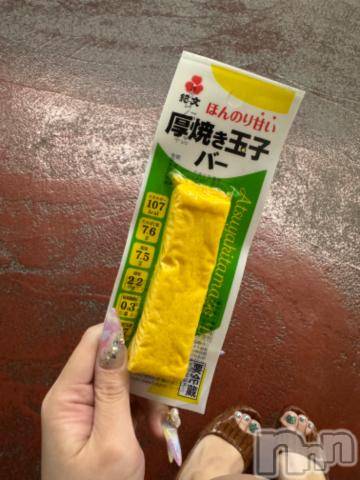 紀文
ほんのり甘い
厚焼き玉子
バー
Atsuyakitamago
107
kcal
7.6
g
7.5
g
2.2
g
0.3
g
要冷蔵